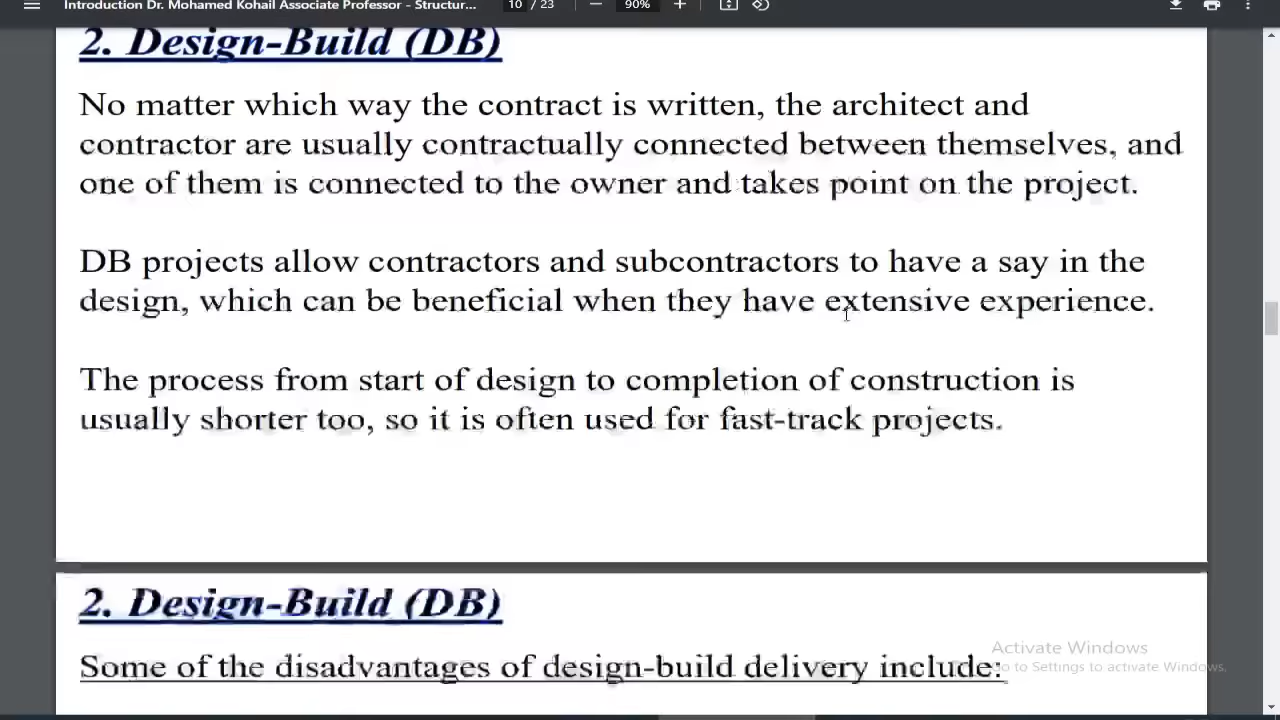 Introduction Dr. Mohamed Kohail Associate Professor - Structur...
10 / 23
90%
2. Design-Build (DB)
No matter which way the contract is written, the architect and
contractor are usually contractually connected between themselves, and
one of them is connected to the owner and takes point on the project.
DB projects allow contractors and subcontractors to have a say in the
design, which can be beneficial when they have extensive experience.
The process from start of design to completion of construction is
usually shorter too, so it is often used for fast-track projects.
2. Design-Build (DB)
Some of the disadvantages of design-build delivery include:
Activate Windows
Go to Settings to activate Windows.